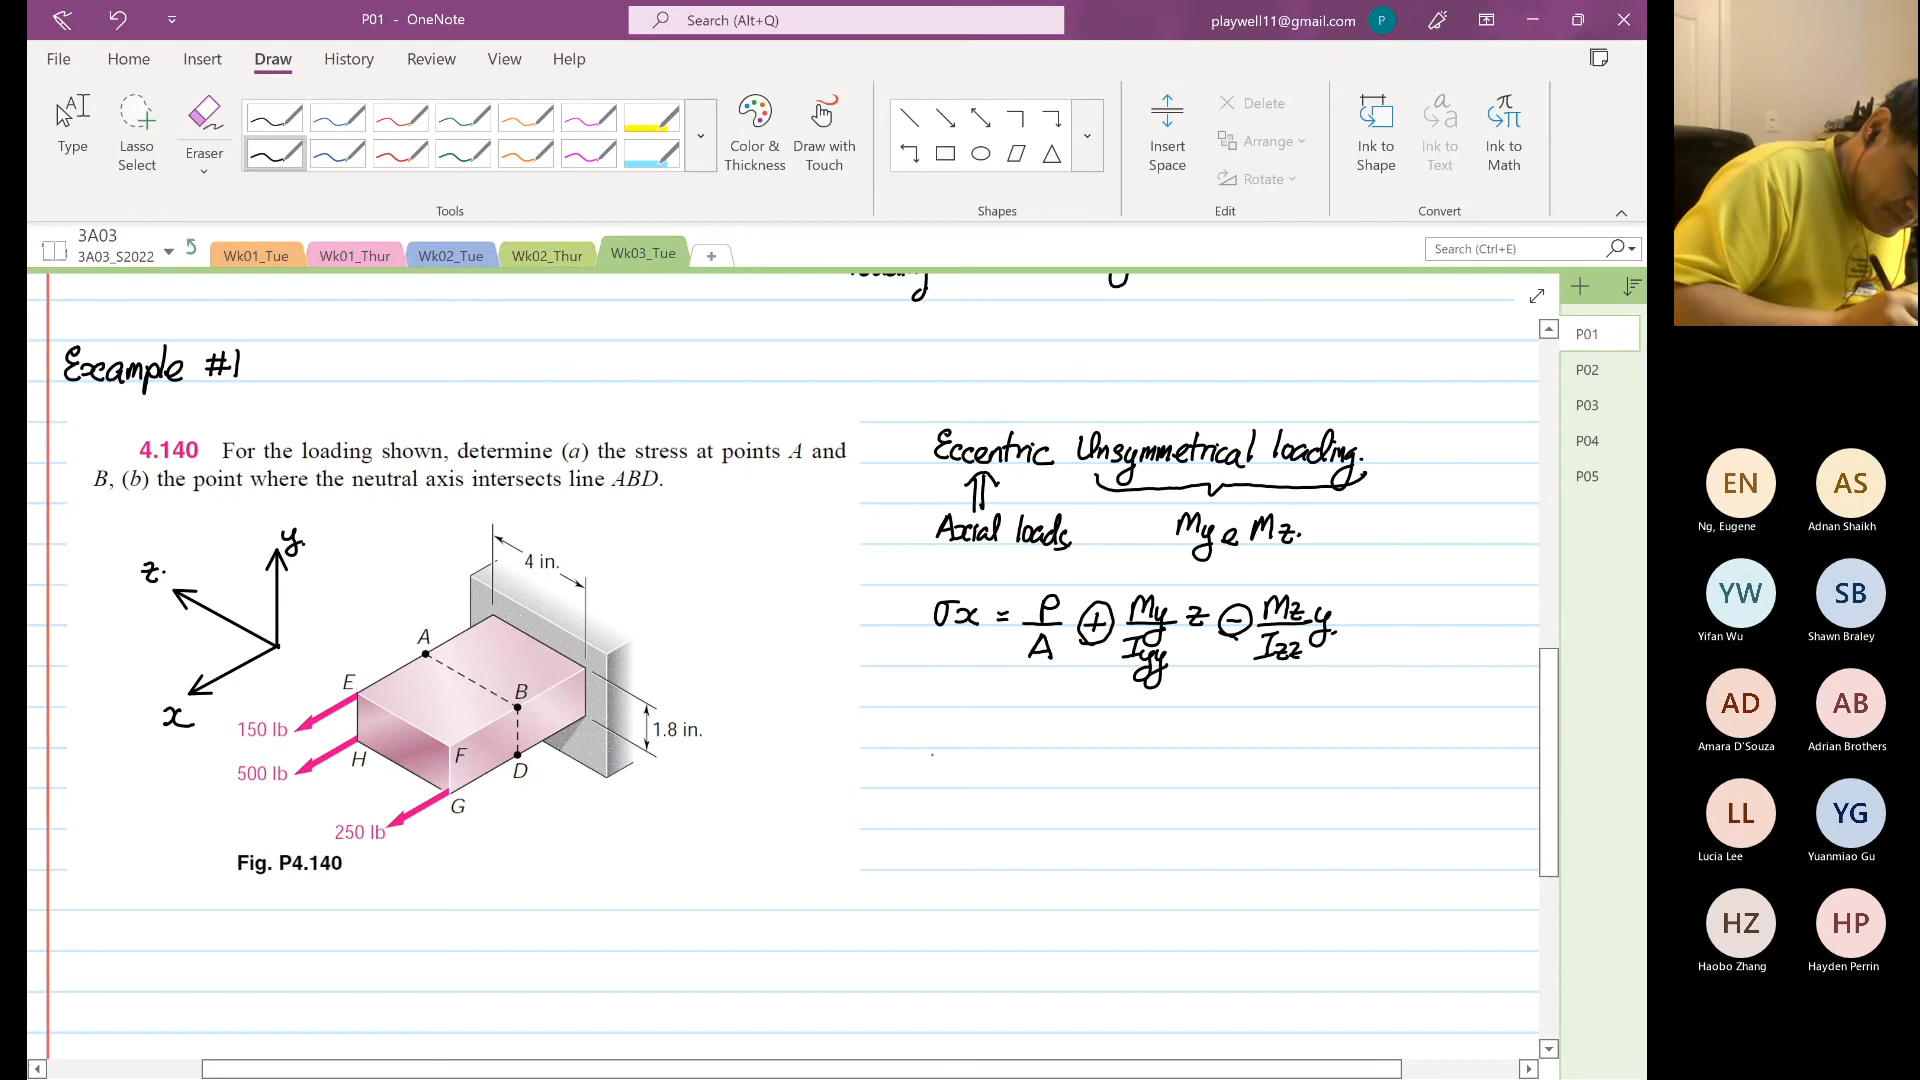 P01 - OneNote
Search (Alt+Q)
playwell11@gmail.com
P
File Home Insert Draw History Review View Help
Type
Lasso Select
Eraser
Color & Thickness
Draw with Touch
Insert Space
Delete
Arrange
Rotate
Ink to Shape
Ink to Text
Ink to Math
Tools
Shapes
Edit
Convert
3A03
3A03_S2022
Wk01_Tue
Wk01_Thur
Wk02_Tue
Wk02_Thur
Wk03_Tue
Search (Ctrl+E)
P01
P02
P03
P04
P05
Example #1
4.140 For the loading shown, determine (a) the stress at points A and
B, (b) the point where the neutral axis intersects line ABD.
y
z
x
4 in.
A
E
B
150 lb
1.8 in.
H
F
500 lb
D
G
250 lb
Fig. P4.140
Eccentric Unsymmetrical loading.
Axial loads My & Mz.
σx = P/A ⊕ My/Iyy z ⊖ Mz/Izz y.
EN
Ng, Eugene
AS
Adnan Shaikh
YW
Yifan Wu
SB
Shawn Braley
AD
Amara D'Souza
AB
Adrian Brothers
LL
Lucia Lee
YG
Yuanmiao Gu
HZ
Haobo Zhang
HP
Hayden Perrin